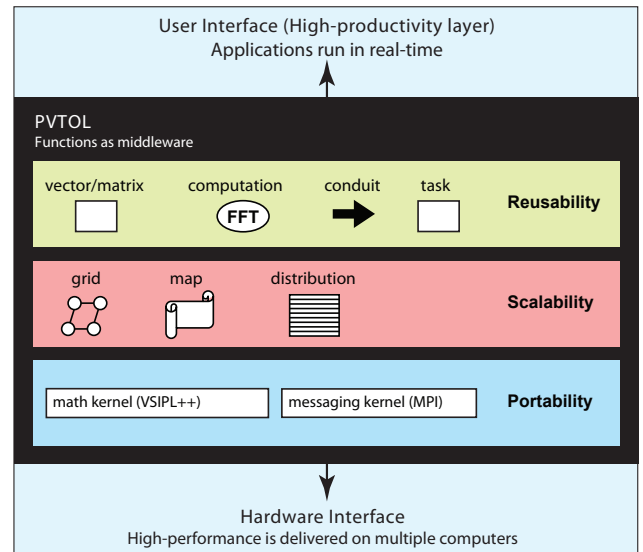 User Interface (High-productivity layer)
Applications run in real-time
PVTOL
Functions as middleware
vector/matrix computation conduit task
FFT
Reusability
grid map distribution
Scalability
math kernel (VSIPL++) messaging kernel (MPI) Portability
Hardware Interface
High-performance is delivered on multiple computers